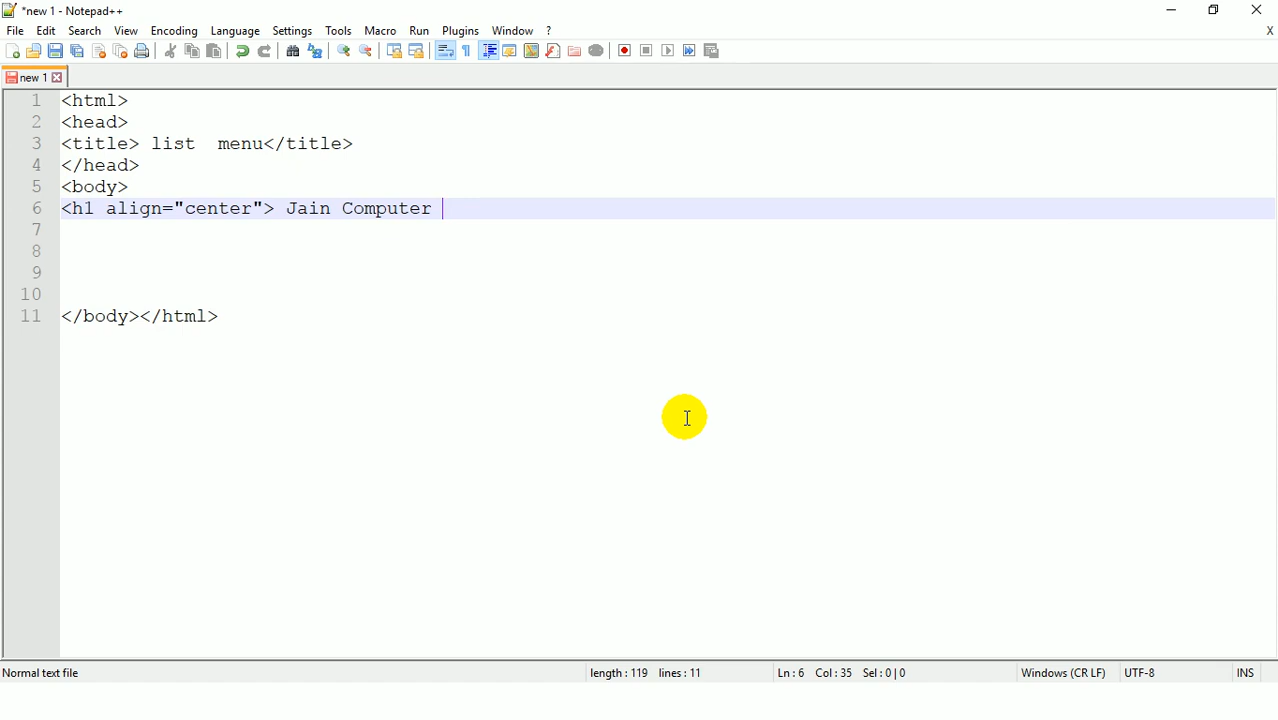 *new 1 - Notepad++
File Edit Search View Encoding Language Settings Tools Macro Run Plugins Window ? X
new 1
1 <html>
2 <head>
3 <title> list  menu</title>
4 </head>
5 <body>
6 <h1 align="center"> Jain Computer
7
8
9
10
11 </body></html>
Normal text file length : 119 lines : 11 Ln : 6 Col : 35 Sel : 0 | 0 Windows (CR LF) UTF-8 INS